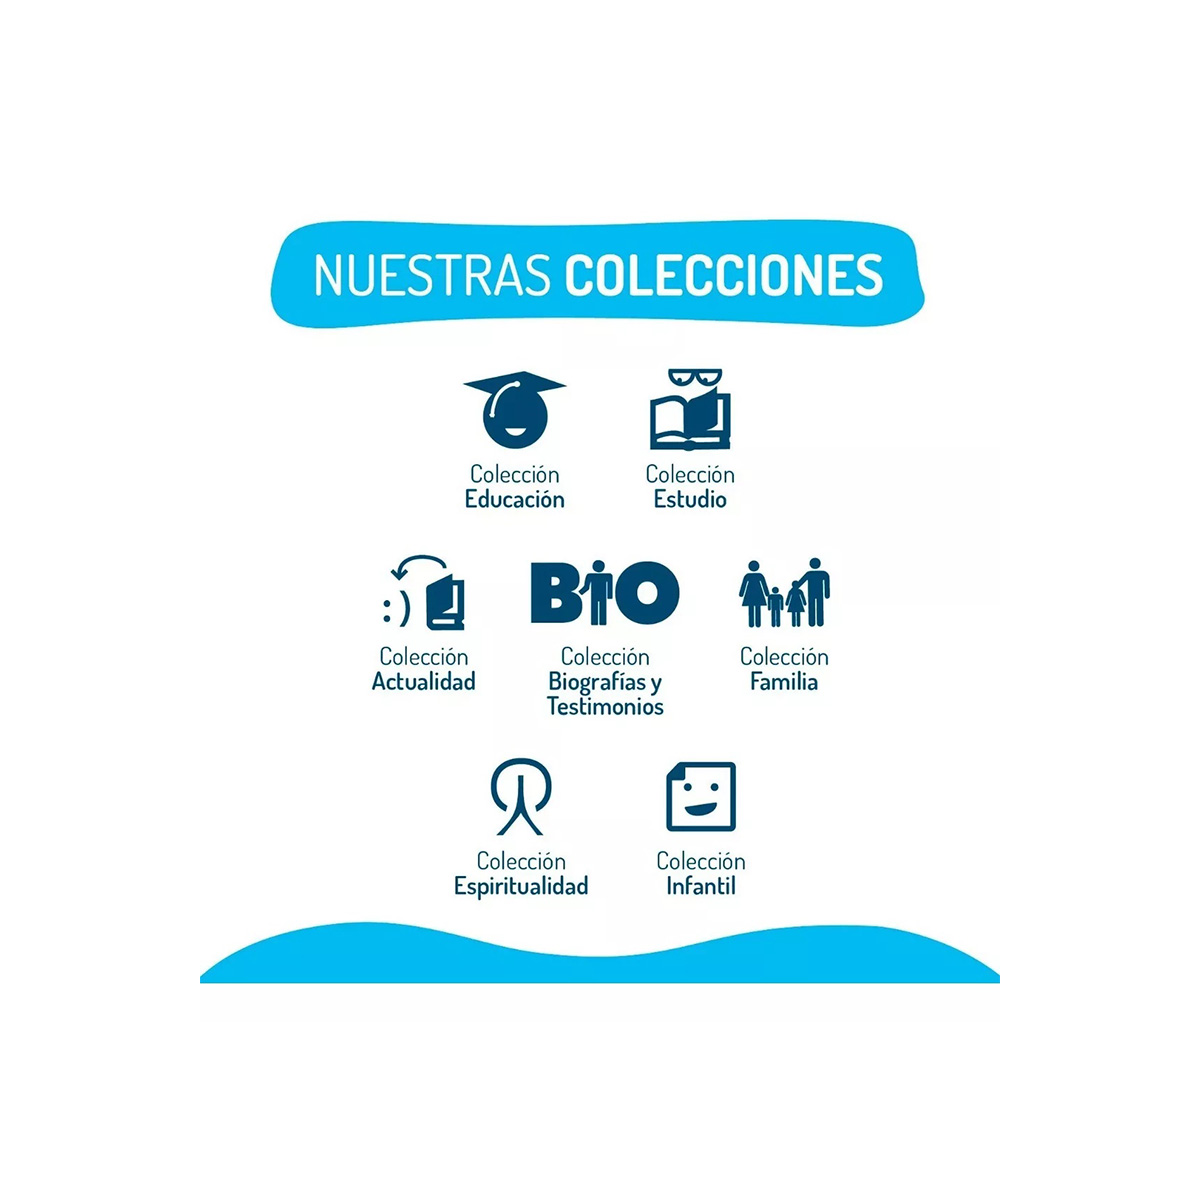 NUESTRAS COLECCIONES
Colección
Educación
Colección
Estudio
:)
BIO
Colección
Actualidad
Colección
Biografías y
Testimonios
Colección
Familia
Colección
Espiritualidad
Colección
Infantil